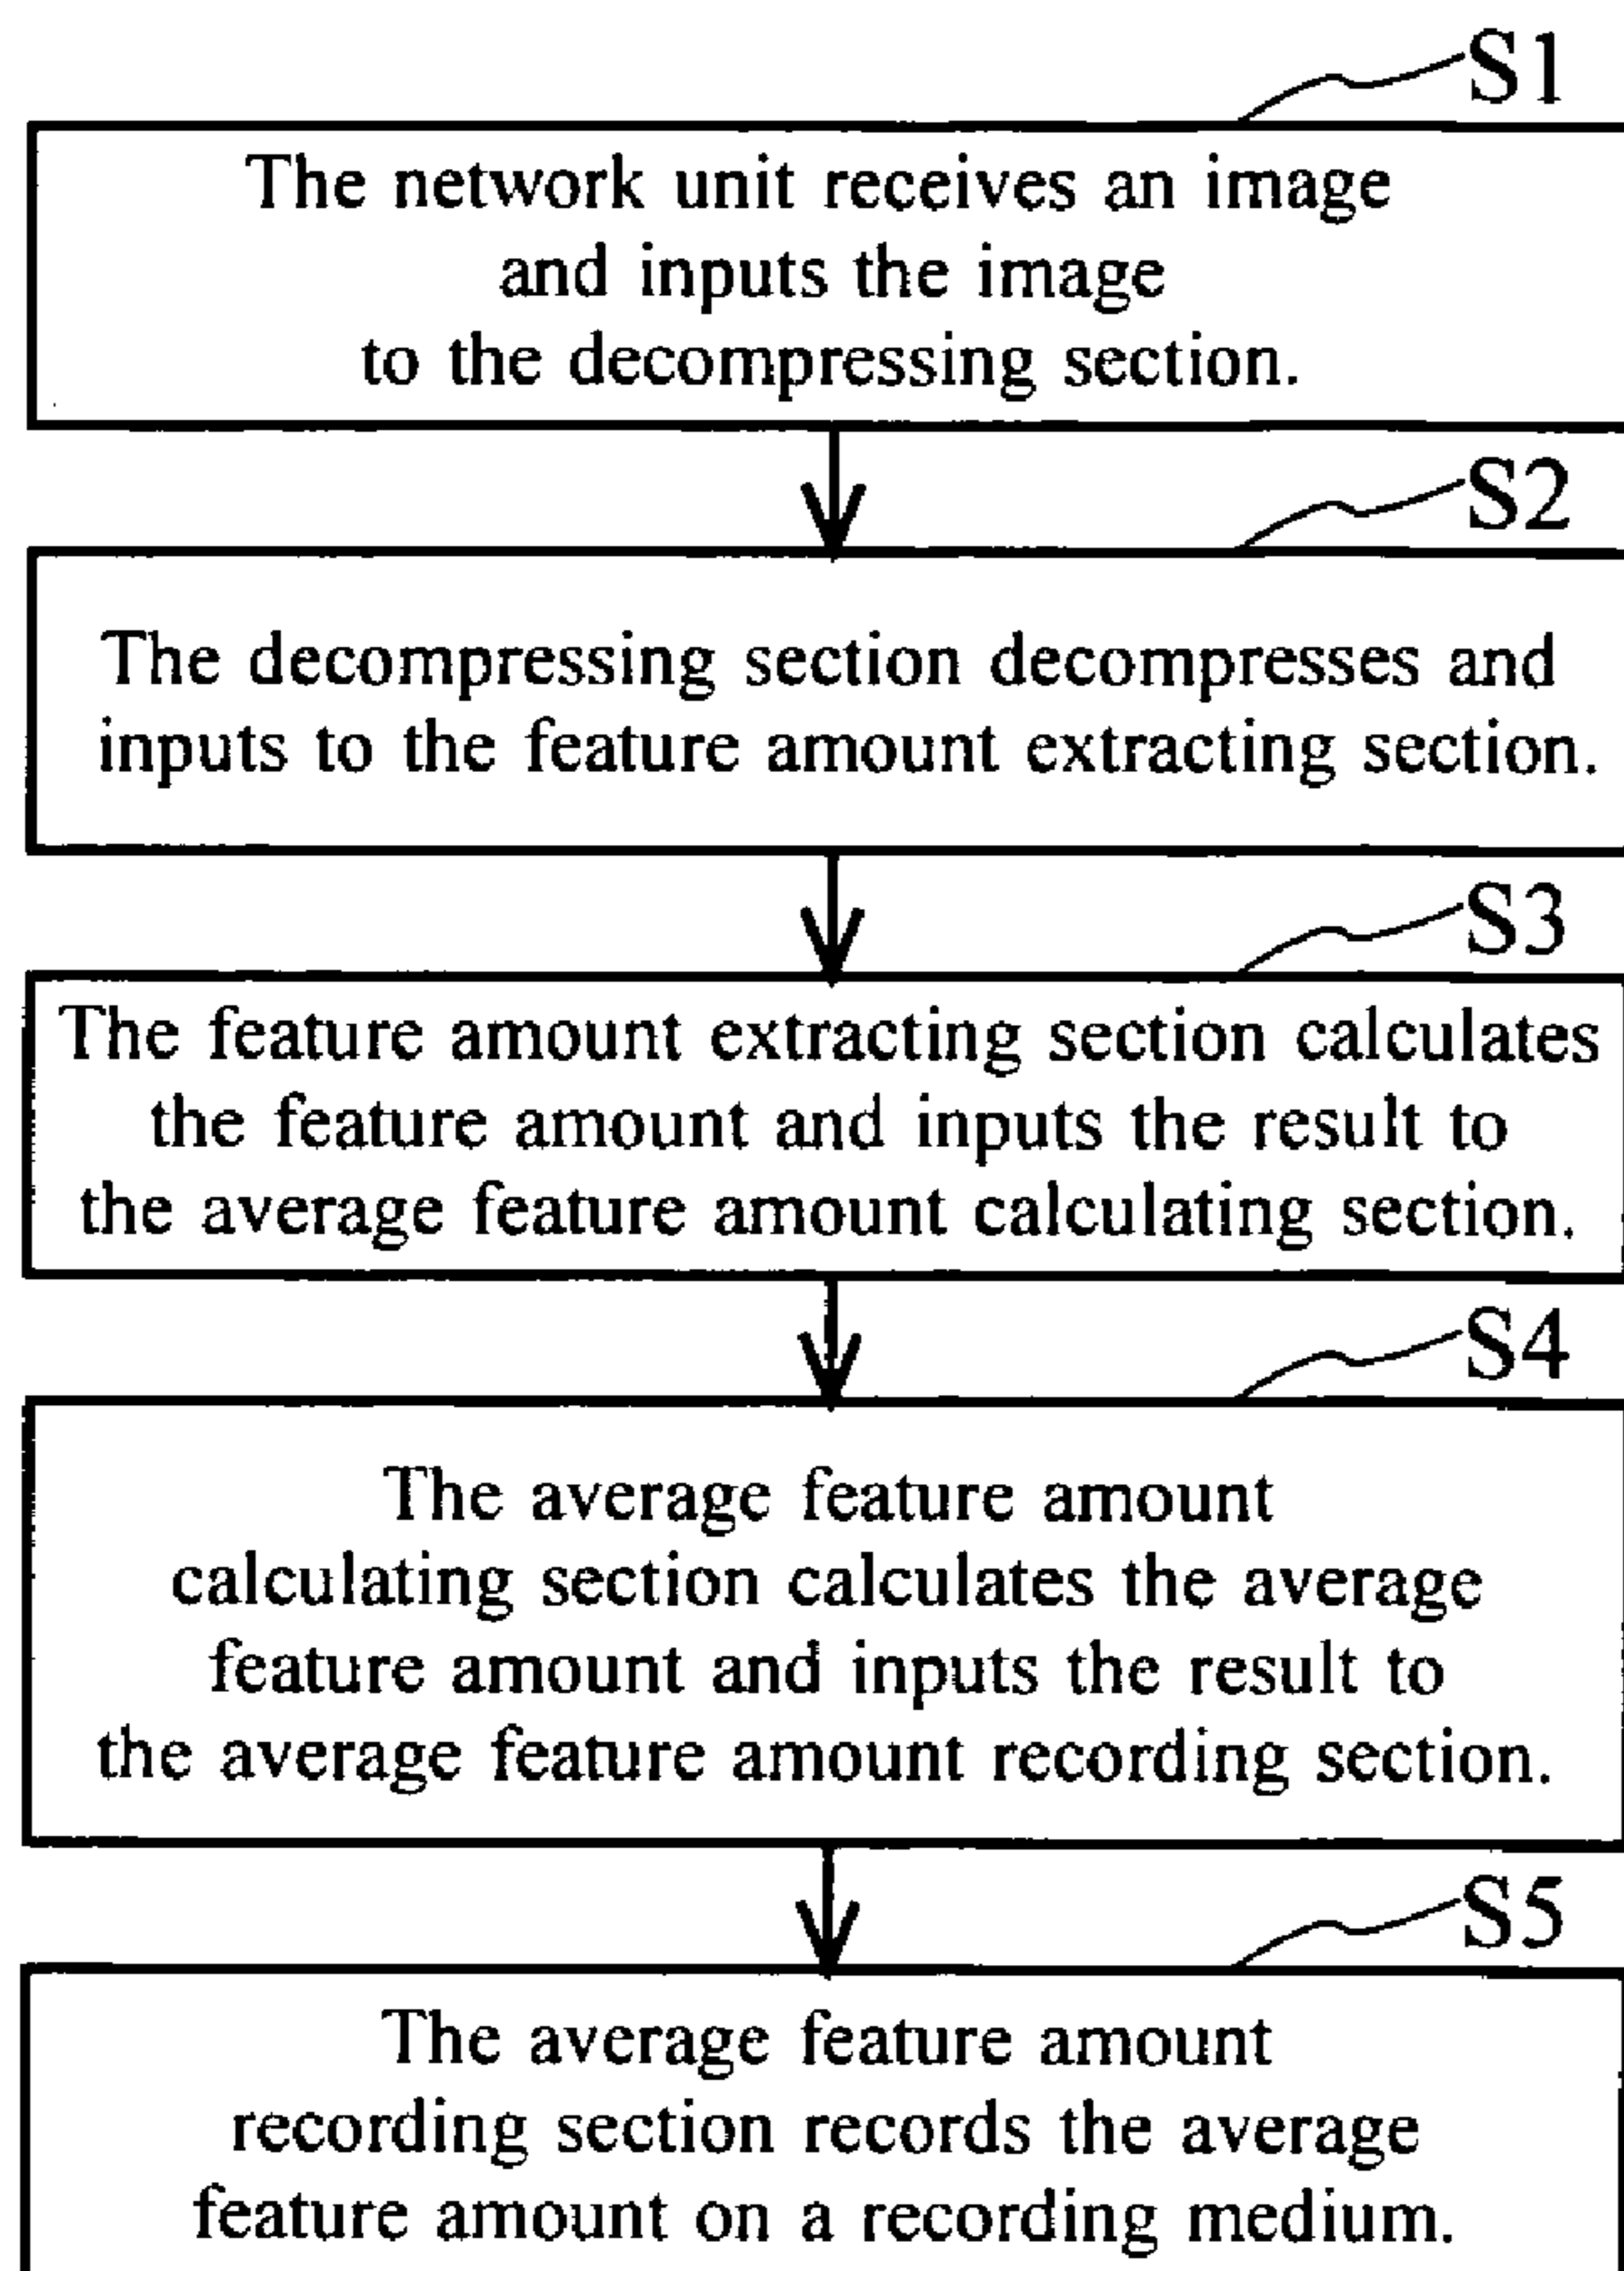 S1
The network unit receives an image
and inputs the image
to the decompressing section.
S2
The decompressing section decompresses and
inputs to the feature amount extracting section.
S3
The feature amount extracting section calculates
the feature amount and inputs the result to
the average feature amount calculating section.
S4
The average feature amount
calculating section calculates the average
feature amount and inputs the result to
the average feature amount recording section.
S5
The average feature amount
recording section records the average
feature amount on a recording medium.